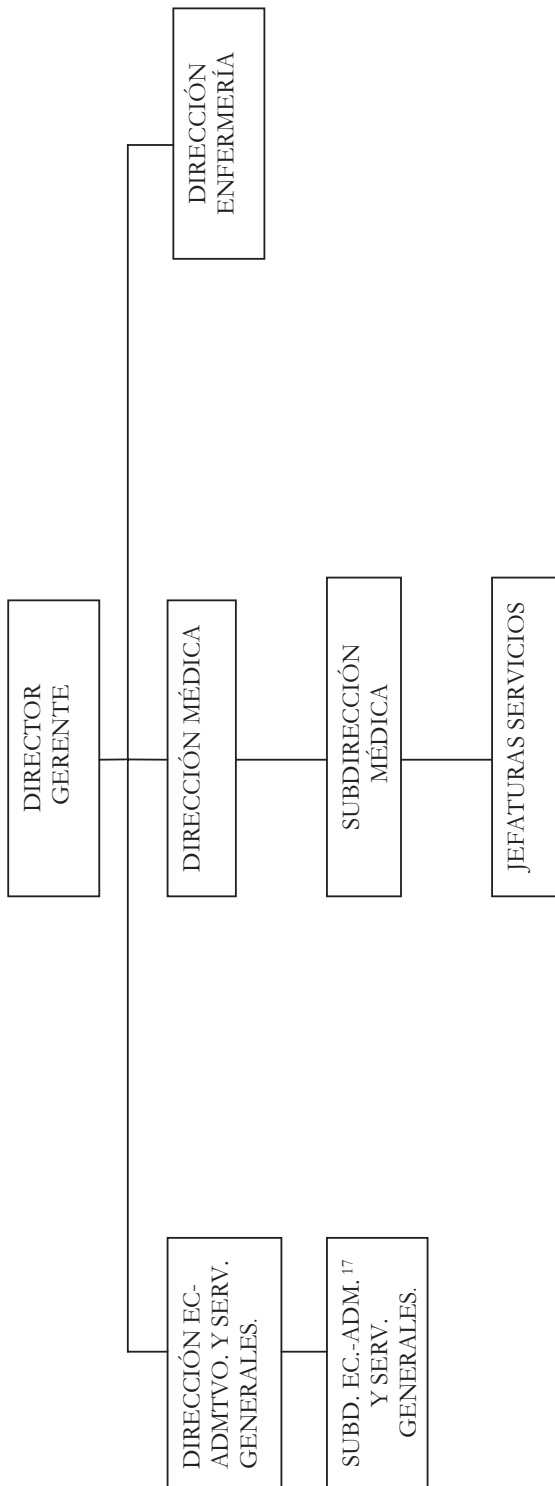 DIRECTOR
GERENTE
DIRECCIÓN EC-
ADMTVO. Y SERV.
GENERALES.
DIRECCIÓN MÉDICA
DIRECCIÓN
ENFERMERÍA
SUBD. EC.-ADM. 17
Y SERV.
GENERALES.
SUBDIRECCIÓN
MÉDICA
JEFATURAS SERVICIOS